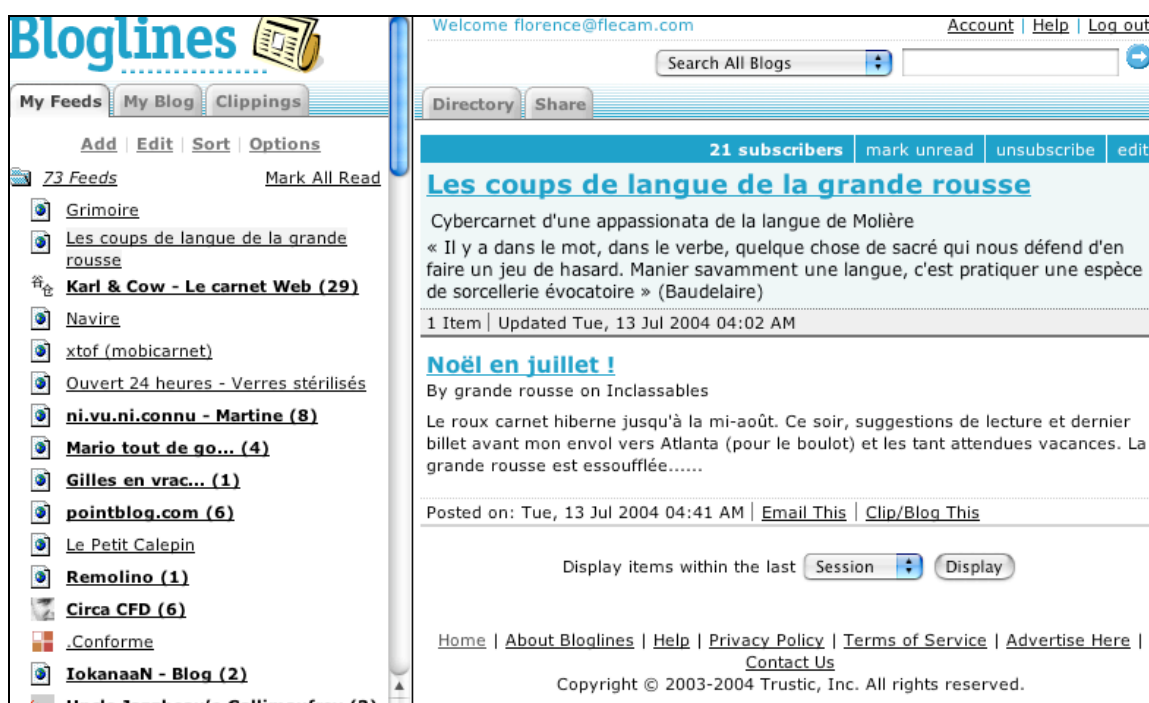 Bloglines
My Feeds My Blog Clippings
Add | Edit | Sort | Options
73 Feeds Mark All Read
Grimoire
Les coups de langue de la grande
rousse
谷仓 Karl & Cow - Le carnet Web (29)
Navire
xtof (mobicarnet)
Ouvert 24 heures - Verres stérilisés
ni.vu.ni.connu - Martine (8)
Mario tout de go... (4)
Gilles en vrac... (1)
pointblog.com (6)
Le Petit Calepin
Remolino (1)
Circa CFD (6)
.Conforme
IokanaaN - Blog (2)
Welcome florence@flecam.com Account | Help | Log out
Search All Blogs
Directory Share
21 subscribers | mark unread | unsubscribe | edit
Les coups de langue de la grande rousse
Cybercarnet d'une appassionata de la langue de Molière
« Il y a dans le mot, dans le verbe, quelque chose de sacré qui nous défend d'en
faire un jeu de hasard. Manier savamment une langue, c'est pratiquer une espèce
de sorcellerie évocatoire » (Baudelaire)
1 Item | Updated Tue, 13 Jul 2004 04:02 AM
Noël en juillet !
By grande rousse on Inclassables
Le roux carnet hiberne jusqu'à la mi-août. Ce soir, suggestions de lecture et dernier
billet avant mon envol vers Atlanta (pour le boulot) et les tant attendues vacances. La
grande rousse est essoufflée......
Posted on: Tue, 13 Jul 2004 04:41 AM | Email This | Clip/Blog This
Display items within the last Session Display
Home | About Bloglines | Help | Privacy Policy | Terms of Service | Advertise Here |
Contact Us
Copyright © 2003-2004 Trustic, Inc. All rights reserved.